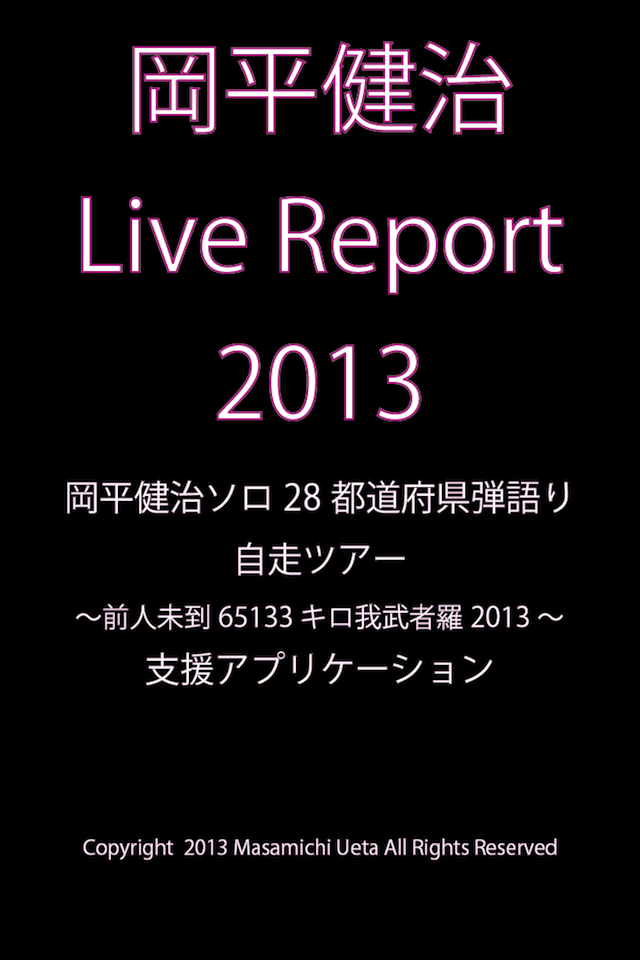 岡平健治
Live Report
2013
岡平健治ソロ 28 都道府県弾語り
自走ツアー
～前人未到 65133 キロ我武者羅 2013 ～
支援アプリケーション
Copyright  2013 Masamichi Ueta All Rights Reserved